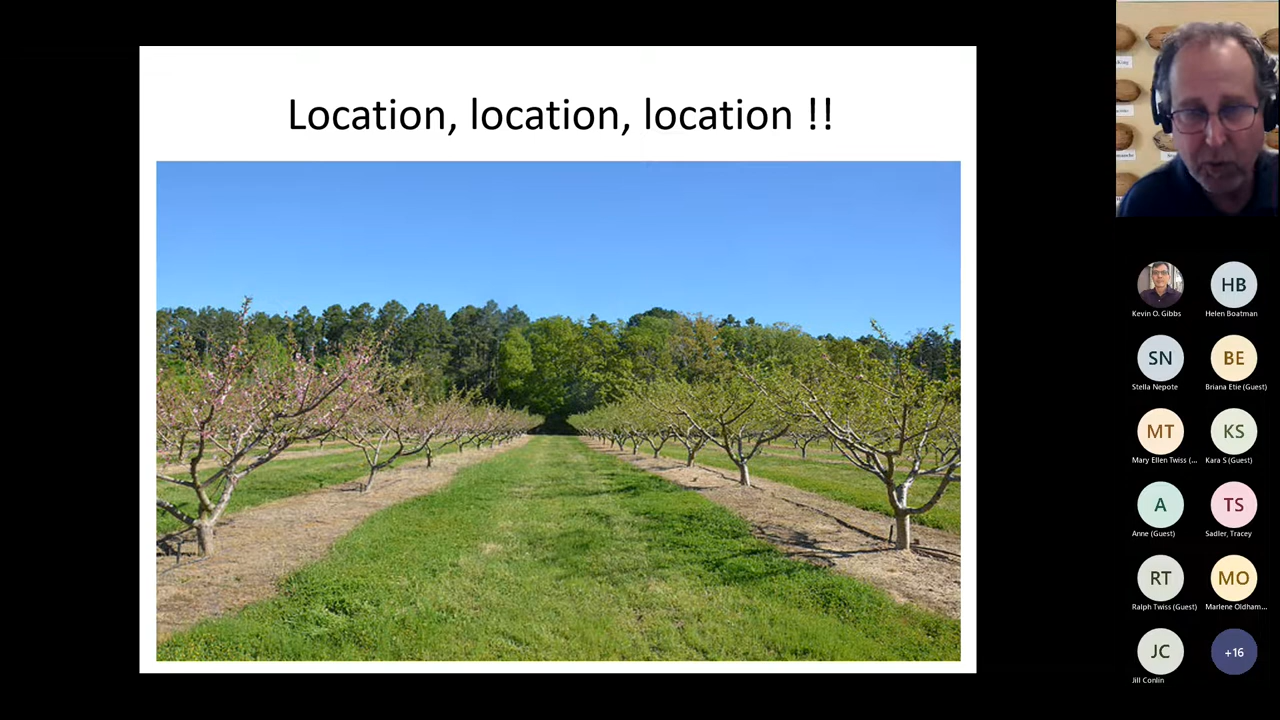 Location, location, location !!
Kevin O. Gibbs
HB
Helen Boatman
SN
Stella Nepote
BE
Briana Etie (Guest)
MT
Mary Ellen Twiss (...
KS
Kara S (Guest)
A
Anne (Guest)
TS
Sadler, Tracey
RT
Ralph Twiss (Guest)
MO
Marlene Oldham...
JC
Jill Conlin
+16